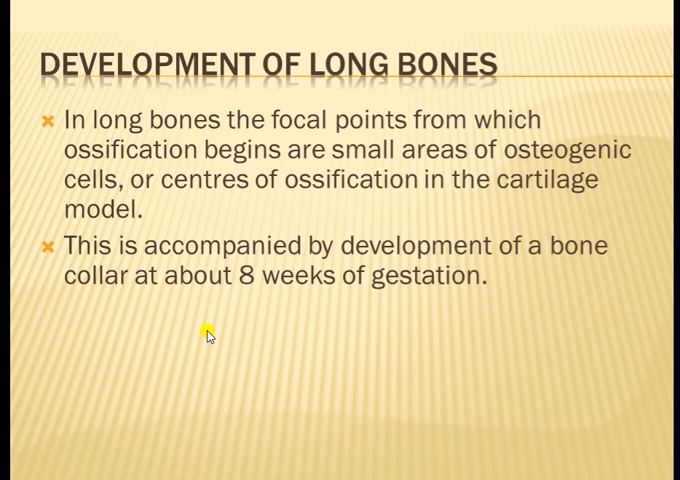 DEVELOPMENT OF LONG BONES
In long bones the focal points from which
ossification begins are small areas of osteogenic
cells, or centres of ossification in the cartilage
model.
This is accompanied by development of a bone
collar at about 8 weeks of gestation.